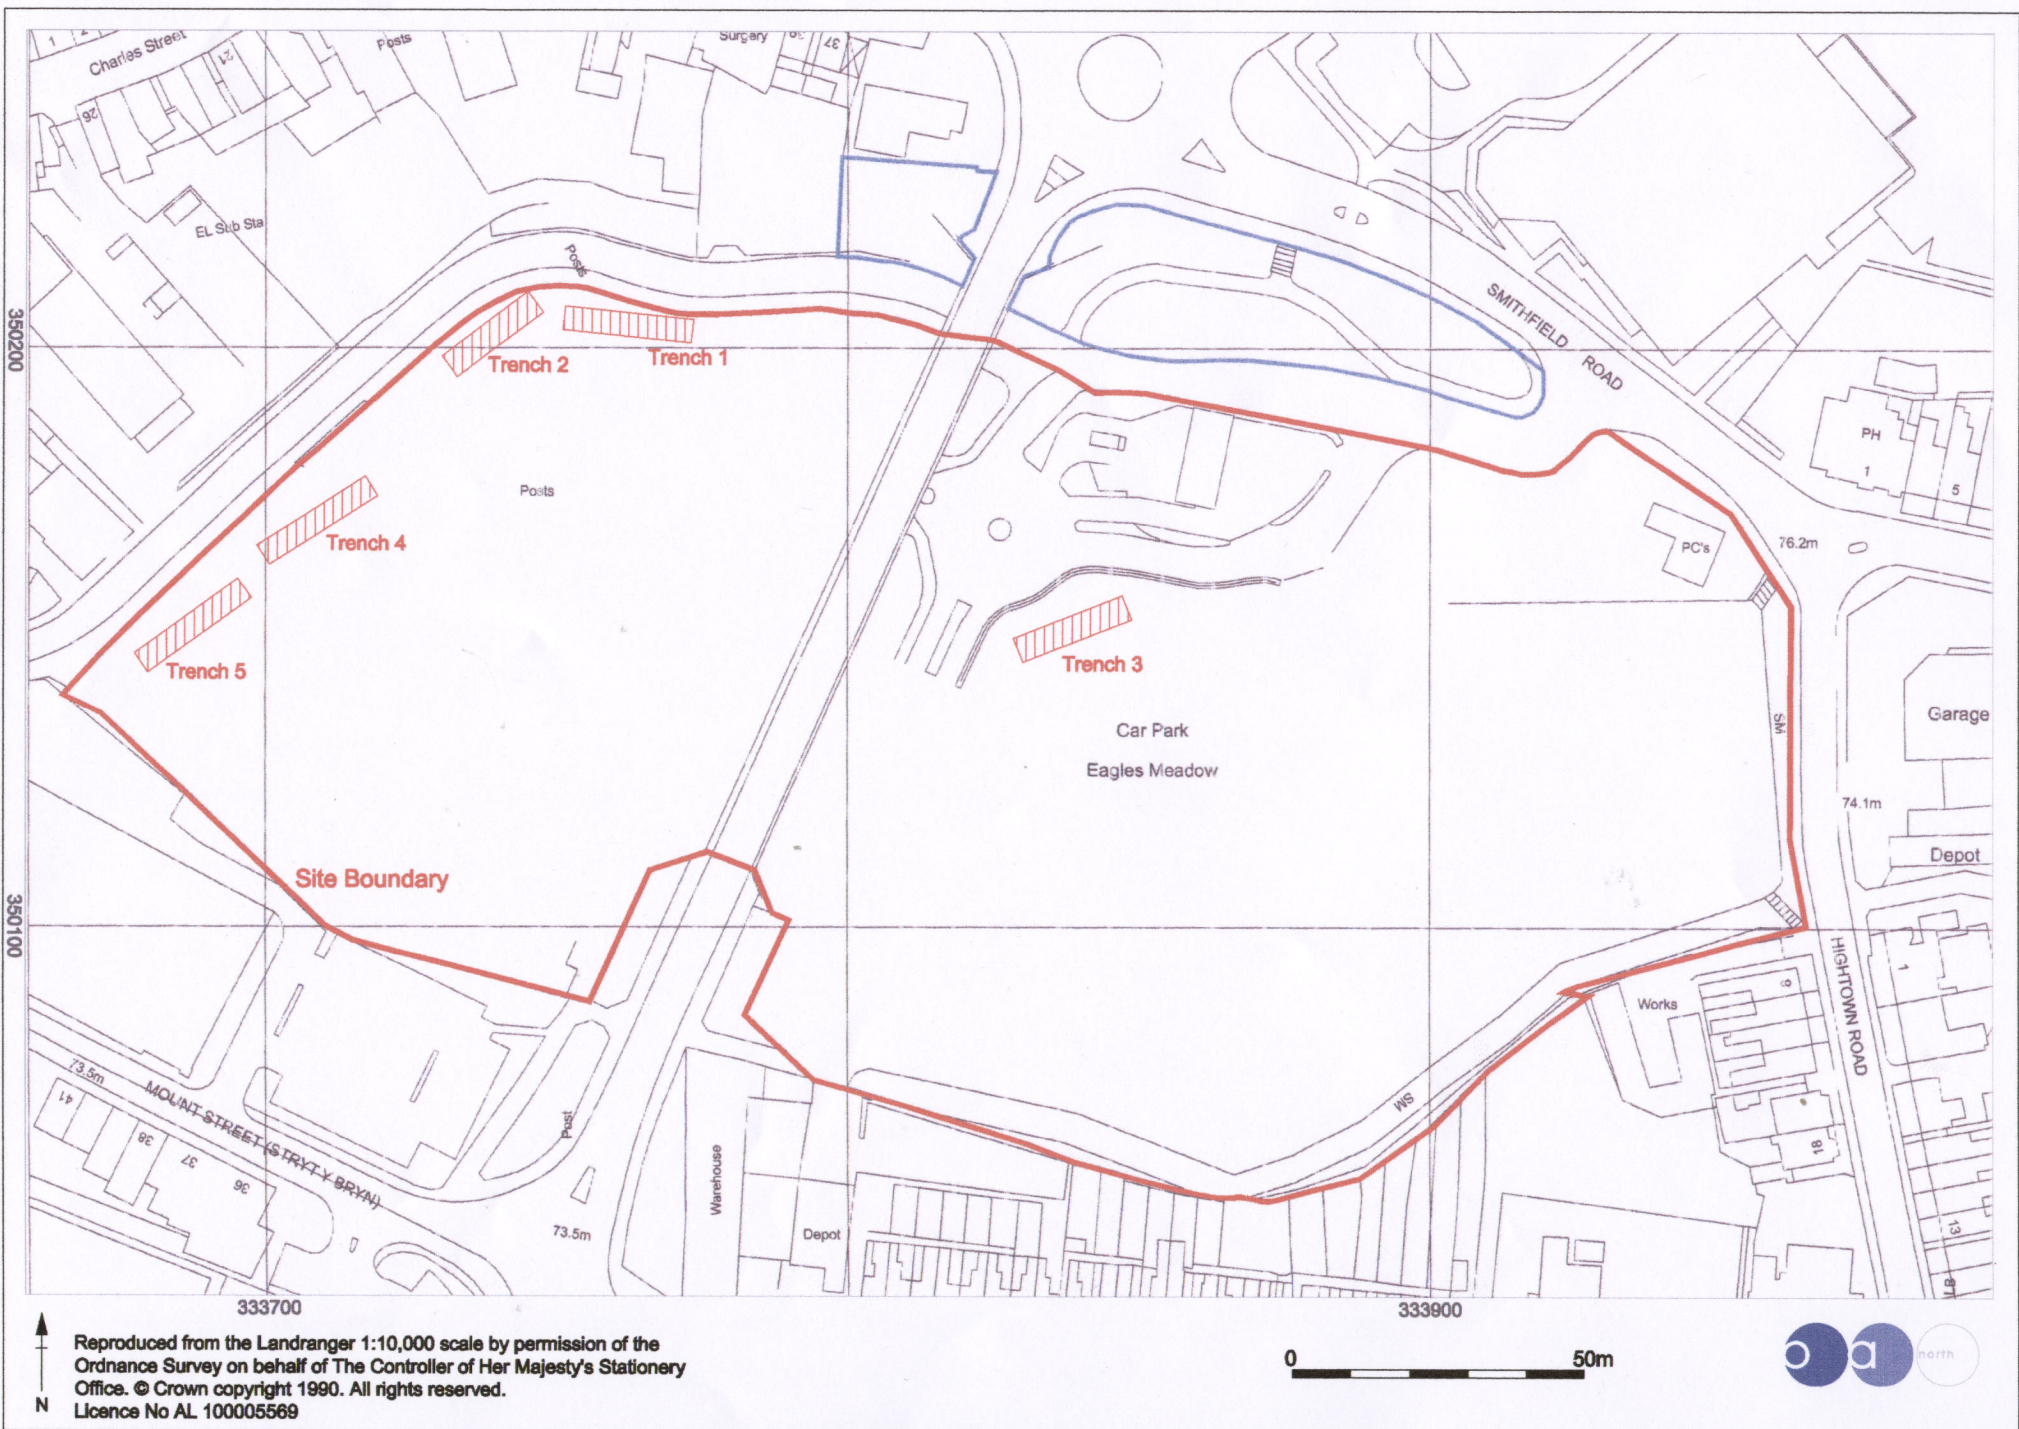 1
Charles Street
21
26
Posts
Surgery
37
EL Sub Sta
Posts
SMITHFIELD ROAD
350200
Trench 2
Trench 1
PH
1
5
Posts
Trench 4
PC's
76.2m
Trench 5
Trench 3
Car Park
Eagles Meadow
SM
Garage
74.1m
Depot
Site Boundary
350100
1
HIGHTOWN ROAD
Works
9
18
13
SM
73.5m
MOUNT STREET (STRYT Y BRYN)
41
38
37
36
Post
73.5m
Warehouse
Depot
333700
333900
N
Reproduced from the Landranger 1:10,000 scale by permission of the
Ordnance Survey on behalf of The Controller of Her Majesty's Stationery
Office. © Crown copyright 1990. All rights reserved.
Licence No AL 100005569
0
50m
oa north